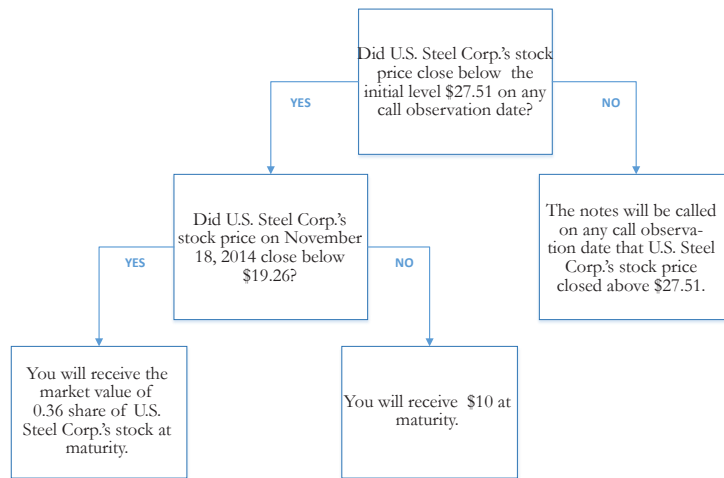 Did U.S. Steel Corp.'s stock
price close below the
initial level $27.51 on any
call observation date?
YES
NO
Did U.S. Steel Corp.'s
stock price on November
18, 2014 close below
$19.26?
The notes will be called
on any call observa-
tion date that U.S. Steel
Corp.'s stock price
closed above $27.51.
YES
NO
You will receive the
market value of
0.36 share of U.S.
Steel Corp.'s stock at
maturity.
You will receive $10 at
maturity.